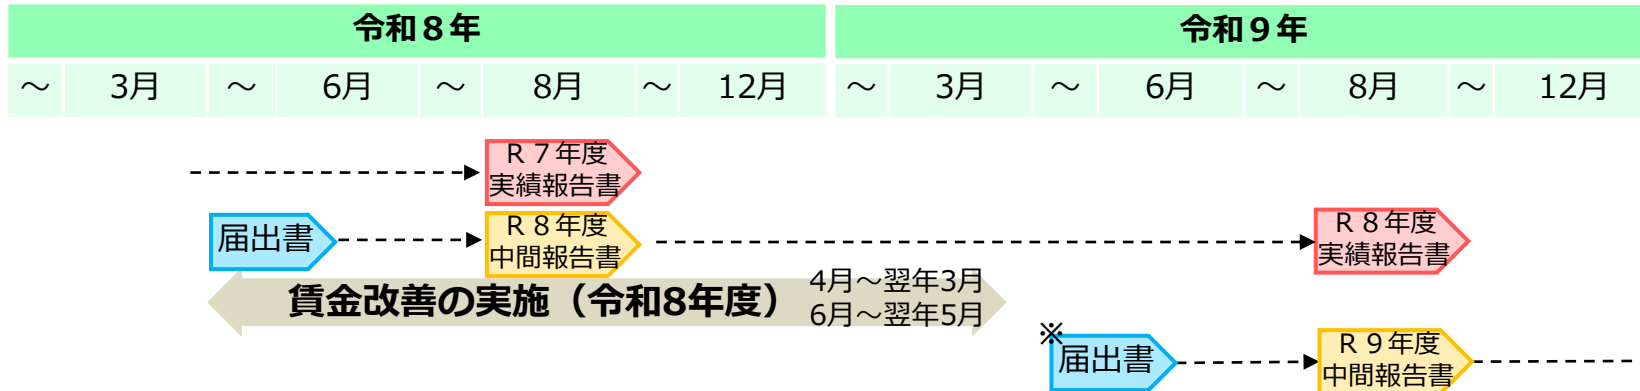 令和８年 令和９年
～ 3月 ～ 6月 ～ 8月 ～ 12月 ～ 3月 ～ 6月 ～ 8月 ～ 12月
Ｒ７年度
実績報告書
届出書
Ｒ８年度
中間報告書
Ｒ８年度
実績報告書
賃金改善の実施（令和8年度）
4月～翌年3月
6月～翌年5月
※
届出書
Ｒ９年度
中間報告書